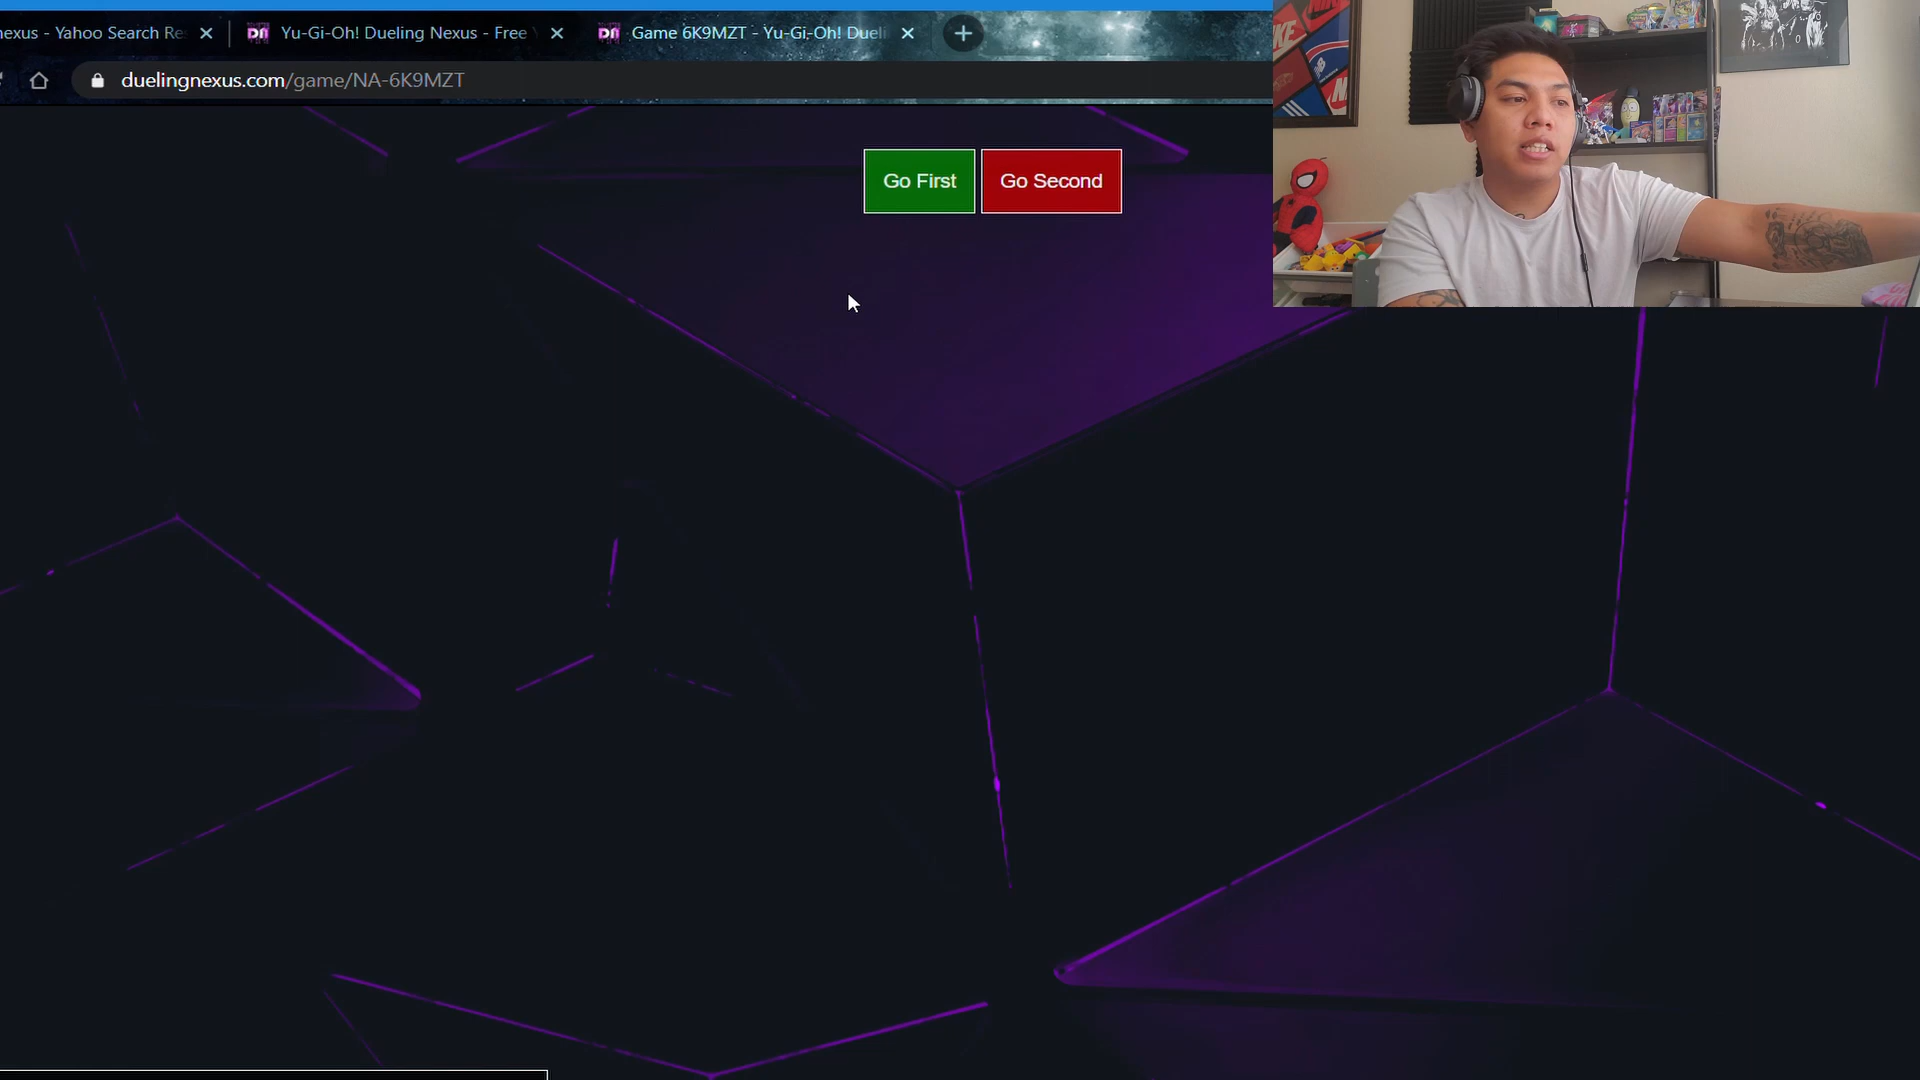 nexus - Yahoo Search Re
Yu-Gi-Oh! Dueling Nexus - Free
Game 6K9MZT - Yu-Gi-Oh! Dueli
duelingnexus.com/game/NA-6K9MZT
Go First
Go Second